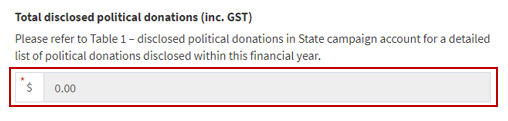 Total disclosed political donations (inc. GST)
Please refer to Table 1 – disclosed political donations in State campaign account for a detailed
list of political donations disclosed within this financial year.
* $ 0.00